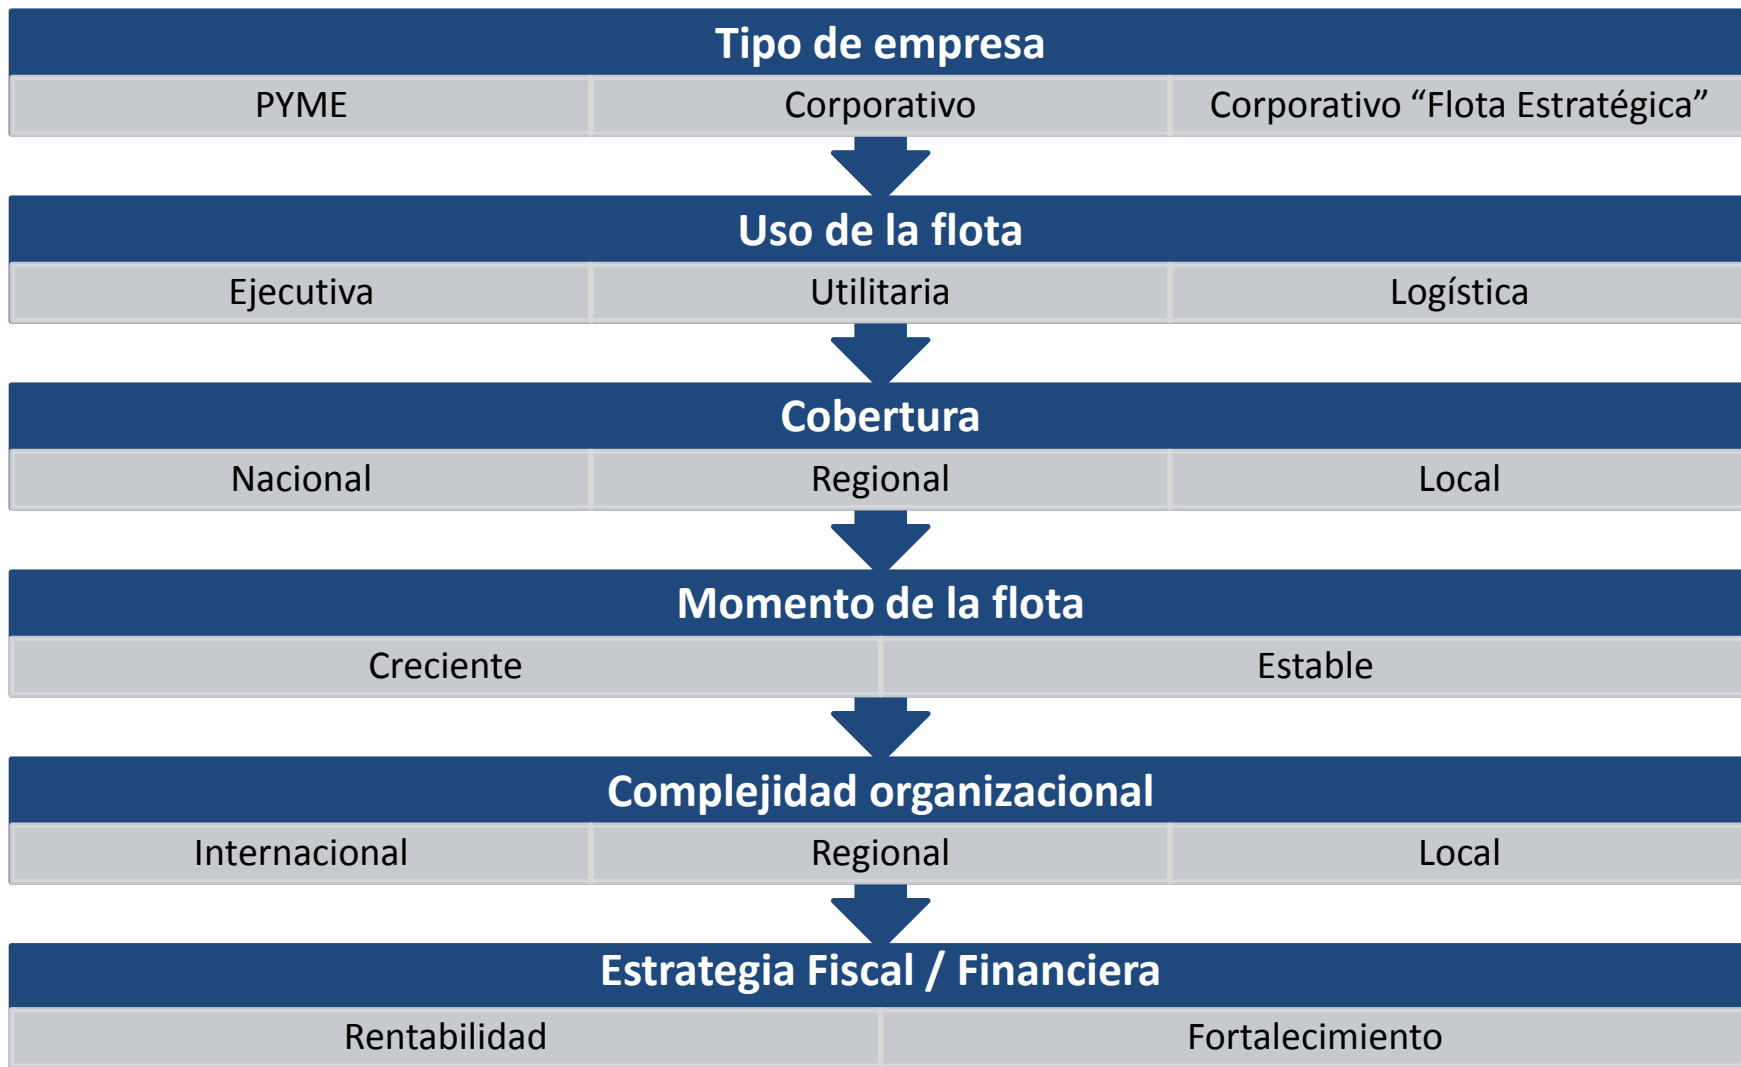 Tipo de empresa
PYME
Corporativo
Corporativo “Flota Estratégica”
Uso de la flota
Ejecutiva
Utilitaria
Logística
Cobertura
Nacional
Regional
Local
Momento de la flota
Creciente
Estable
Complejidad organizacional
Internacional
Regional
Local
Estrategia Fiscal / Financiera
Rentabilidad
Fortalecimiento